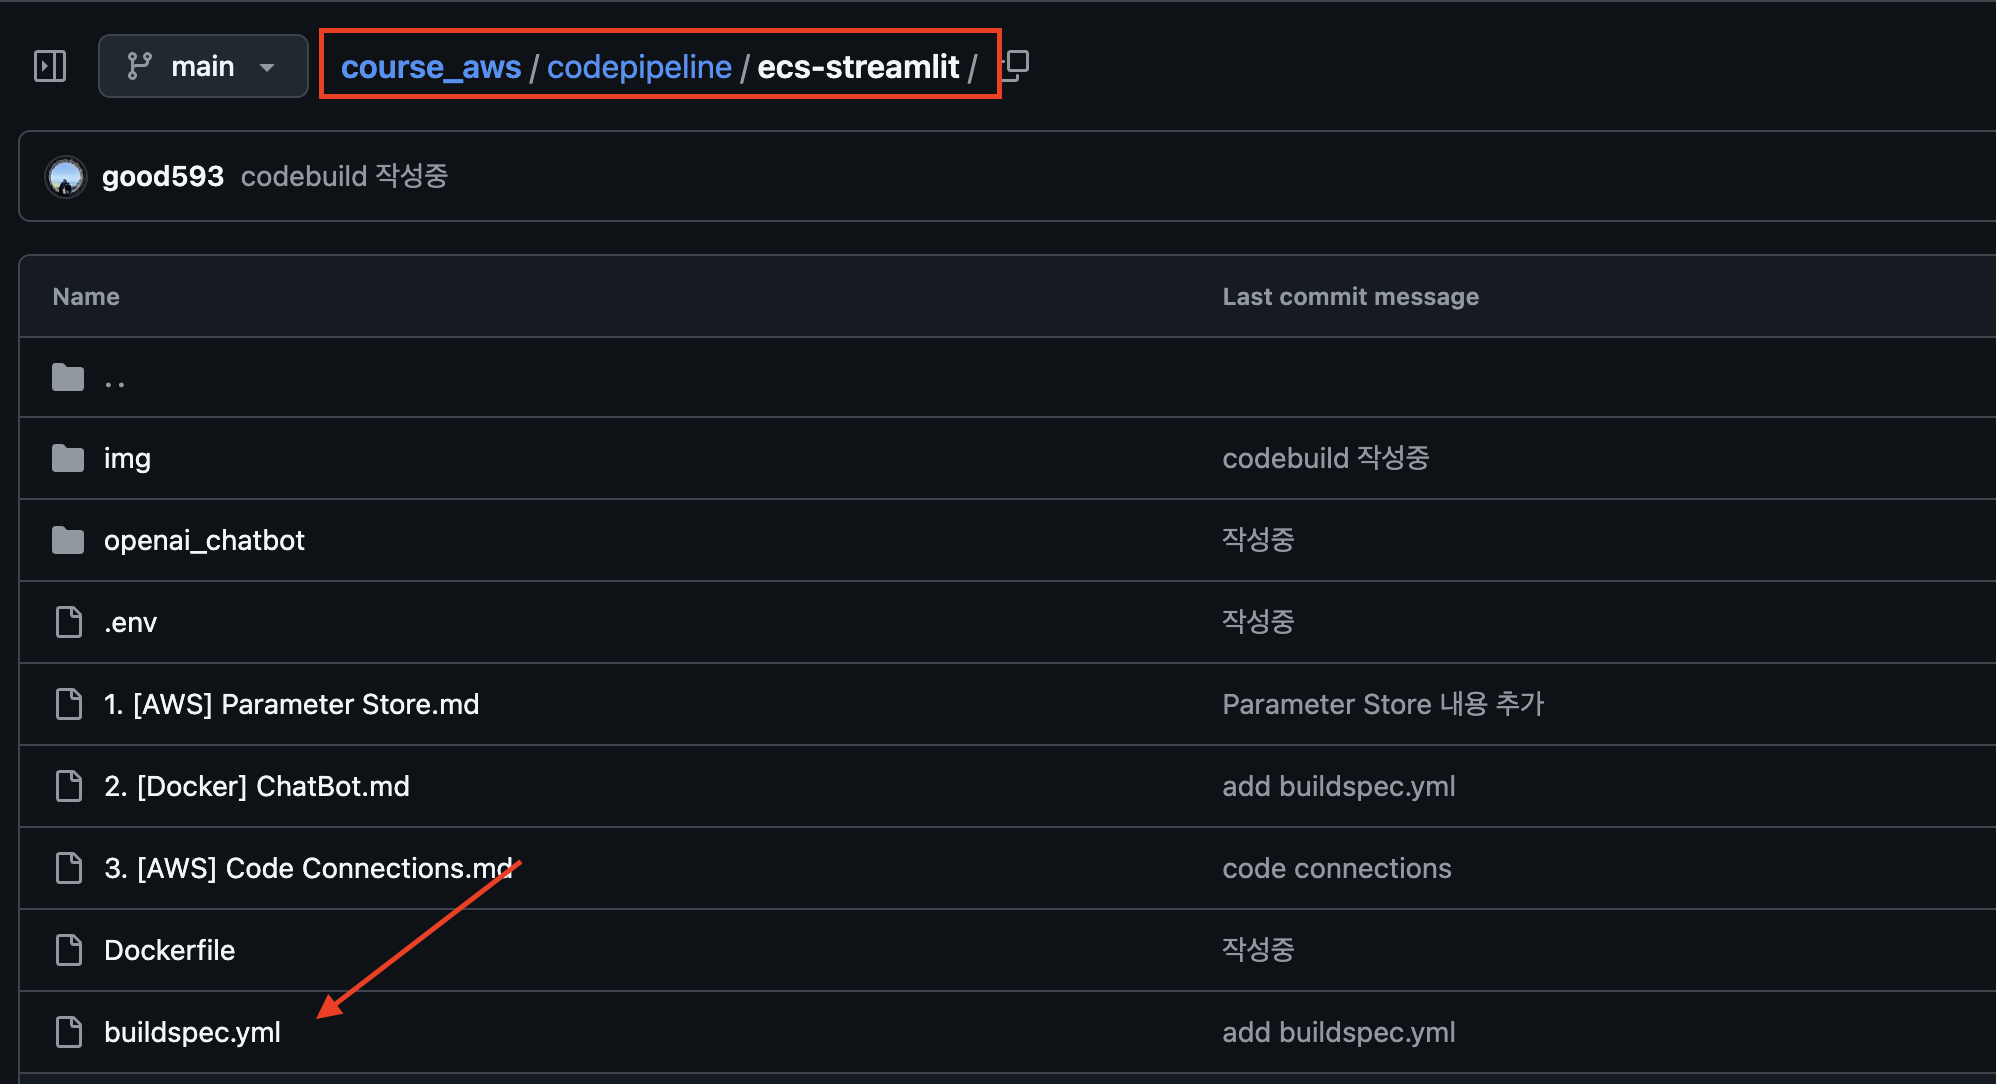 main
course_aws / codepipeline / ecs-streamlit /
good593 codebuild 작성중
Name Last commit message
..
img codebuild 작성중
openai_chatbot 작성중
.env 작성중
1. [AWS] Parameter Store.md Parameter Store 내용 추가
2. [Docker] ChatBot.md add buildspec.yml
3. [AWS] Code Connections.md code connections
Dockerfile 작성중
buildspec.yml add buildspec.yml